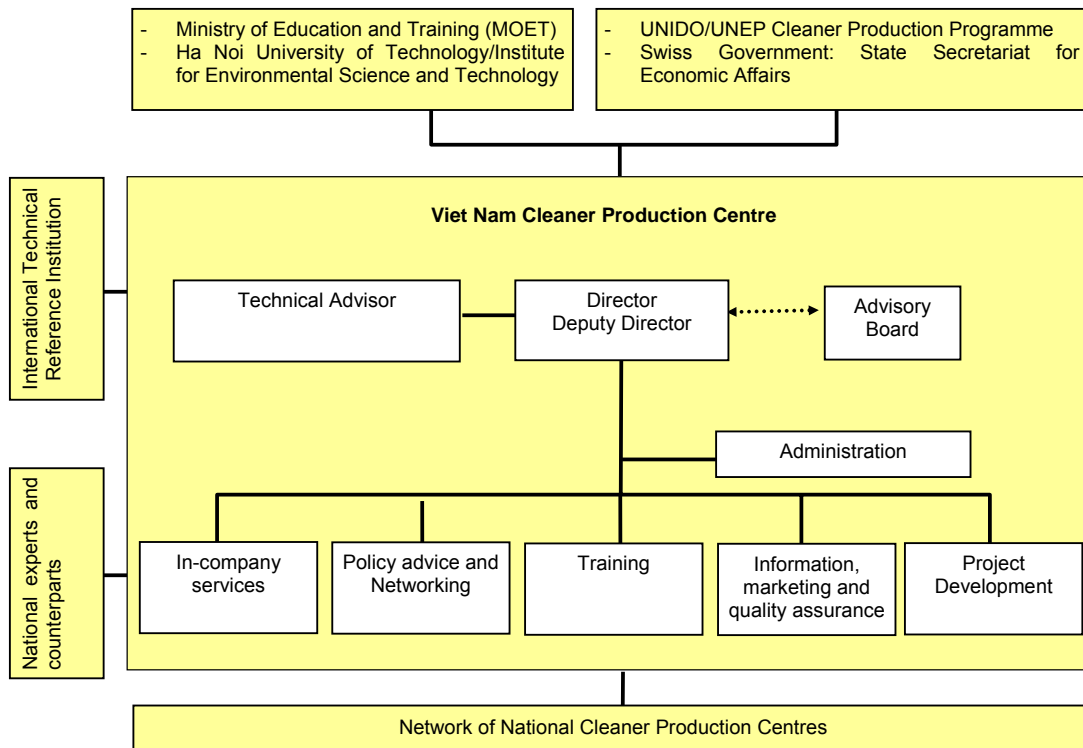 - Ministry of Education and Training (MOET)
- Ha Noi University of Technology/Institute
for Environmental Science and Technology
- UNIDO/UNEP Cleaner Production Programme
- Swiss Government: State Secretariat for
Economic Affairs
International Technical
Reference Institution
Viet Nam Cleaner Production Centre
Technical Advisor
Director
Deputy Director
Advisory
Board
Administration
National experts and
counterparts
In-company
services
Policy advice and
Networking
Training
Information,
marketing and
quality assurance
Project
Development
Network of National Cleaner Production Centres